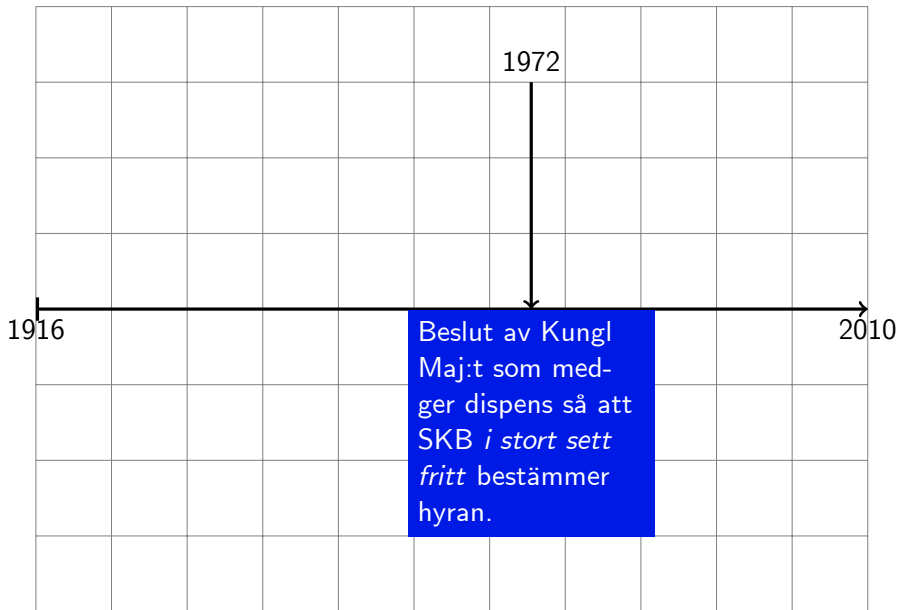 1972
1916
2010
Beslut av Kungl
Maj:t som med-
ger dispens så att
SKB i stort sett
fritt bestämmer
hyran.